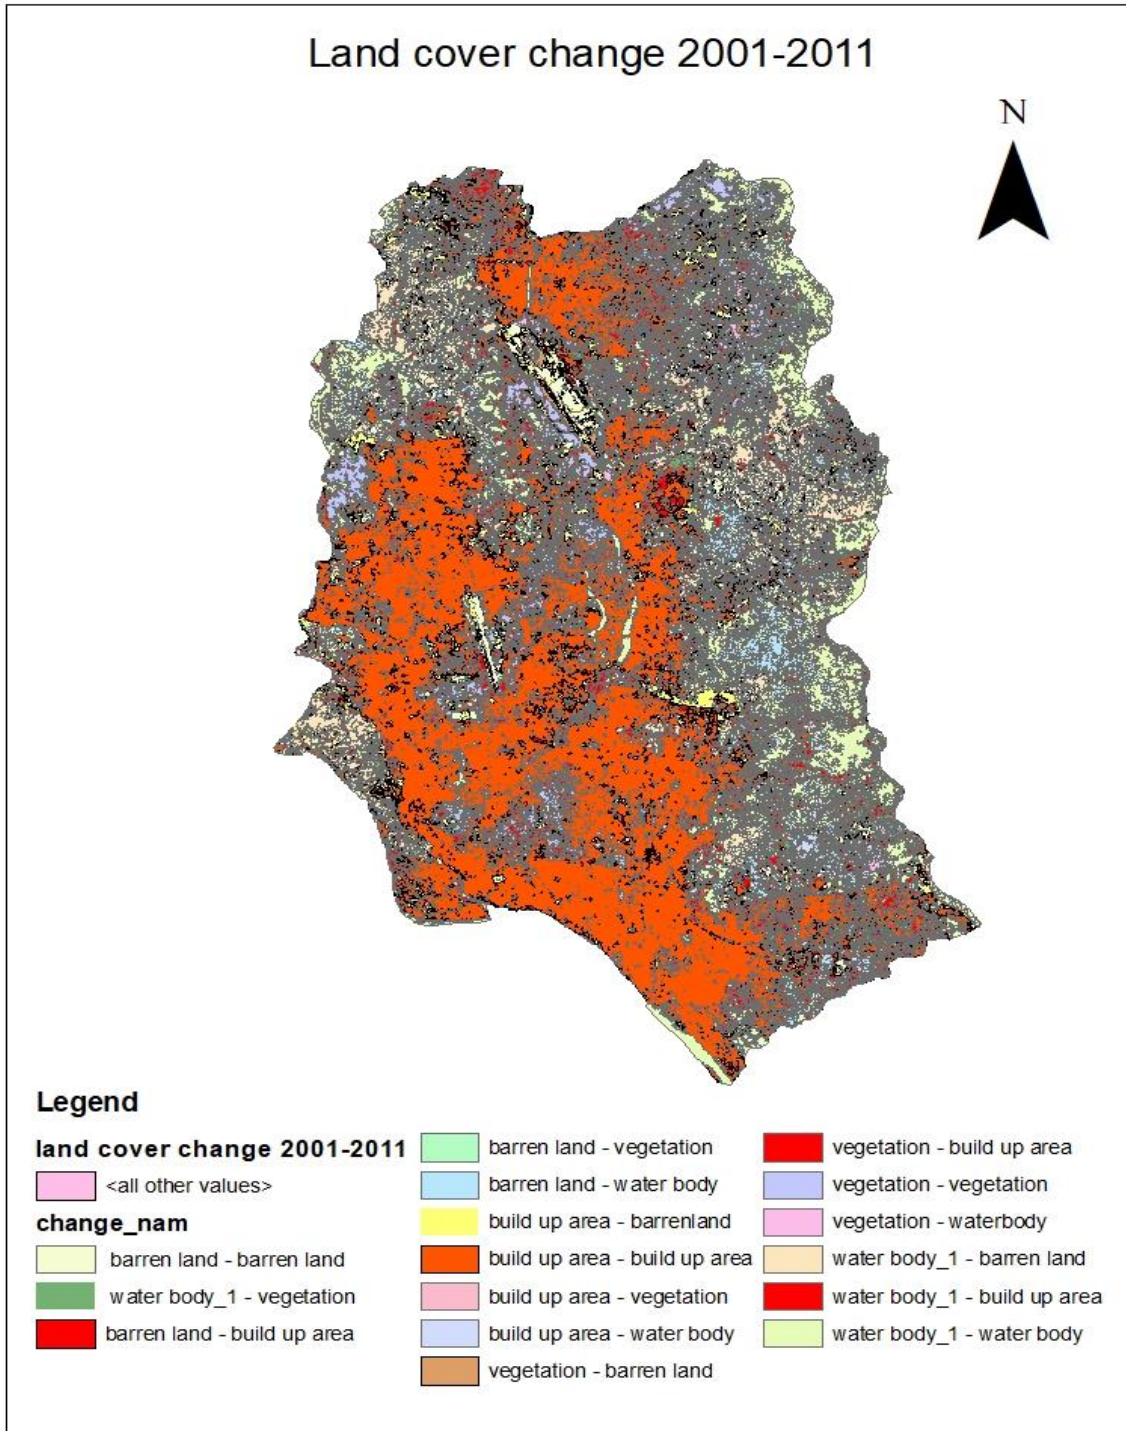 Land cover change 2001-2011
N
Legend
land cover change 2001-2011
<all other values>
change_nam
barren land - barren land
water body_1 - vegetation
barren land - build up area
barren land - vegetation
barren land - water body
build up area - barrenland
build up area - build up area
build up area - vegetation
build up area - water body
vegetation - barren land
vegetation - build up area
vegetation - vegetation
vegetation - waterbody
water body_1 - barren land
water body_1 - build up area
water body_1 - water body